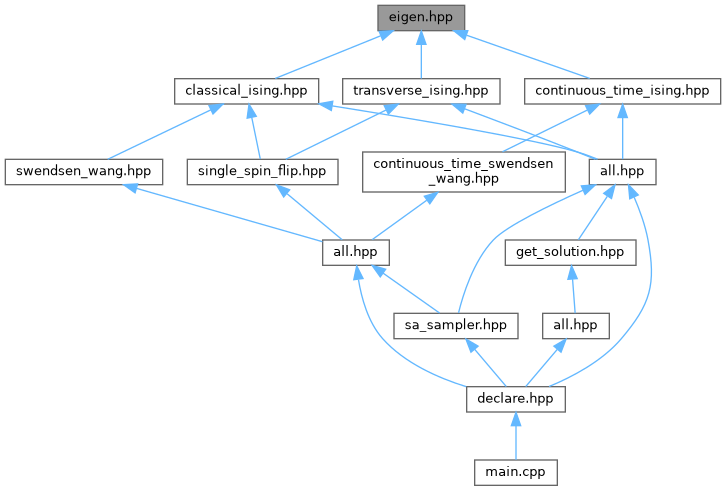 eigen.hpp
classical_ising.hpp
transverse_ising.hpp
continuous_time_ising.hpp
swendsen_wang.hpp
single_spin_flip.hpp
continuous_time_swendsen
_wang.hpp
all.hpp
all.hpp
get_solution.hpp
sa_sampler.hpp
all.hpp
declare.hpp
main.cpp